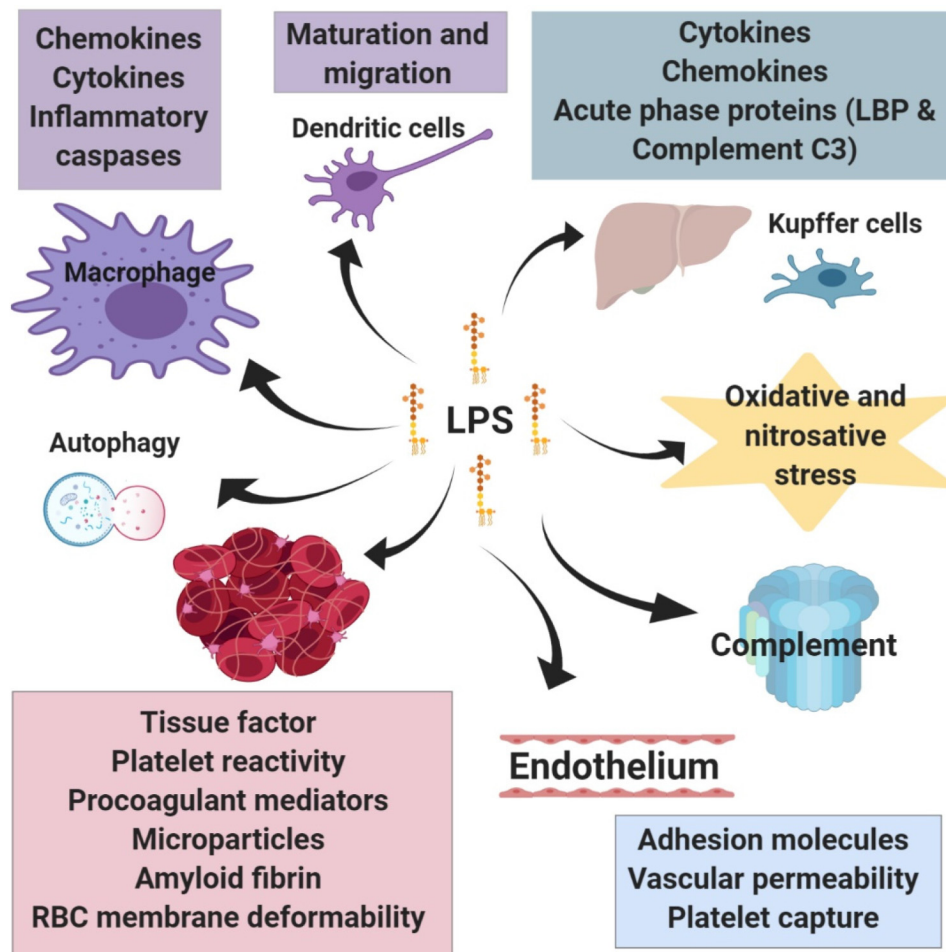 Chemokines
Cytokines
Inflammatory
caspases
Maturation and
migration
Dendritic cells
Cytokines
Chemokines
Acute phase proteins (LBP &
Complement C3)
Kupffer cells
Macrophage
LPS
Oxidative and
nitrosative
stress
Autophagy
Complement
Endothelium
Tissue factor
Platelet reactivity
Procoagulant mediators
Microparticles
Amyloid fibrin
RBC membrane deformability
Adhesion molecules
Vascular permeability
Platelet capture